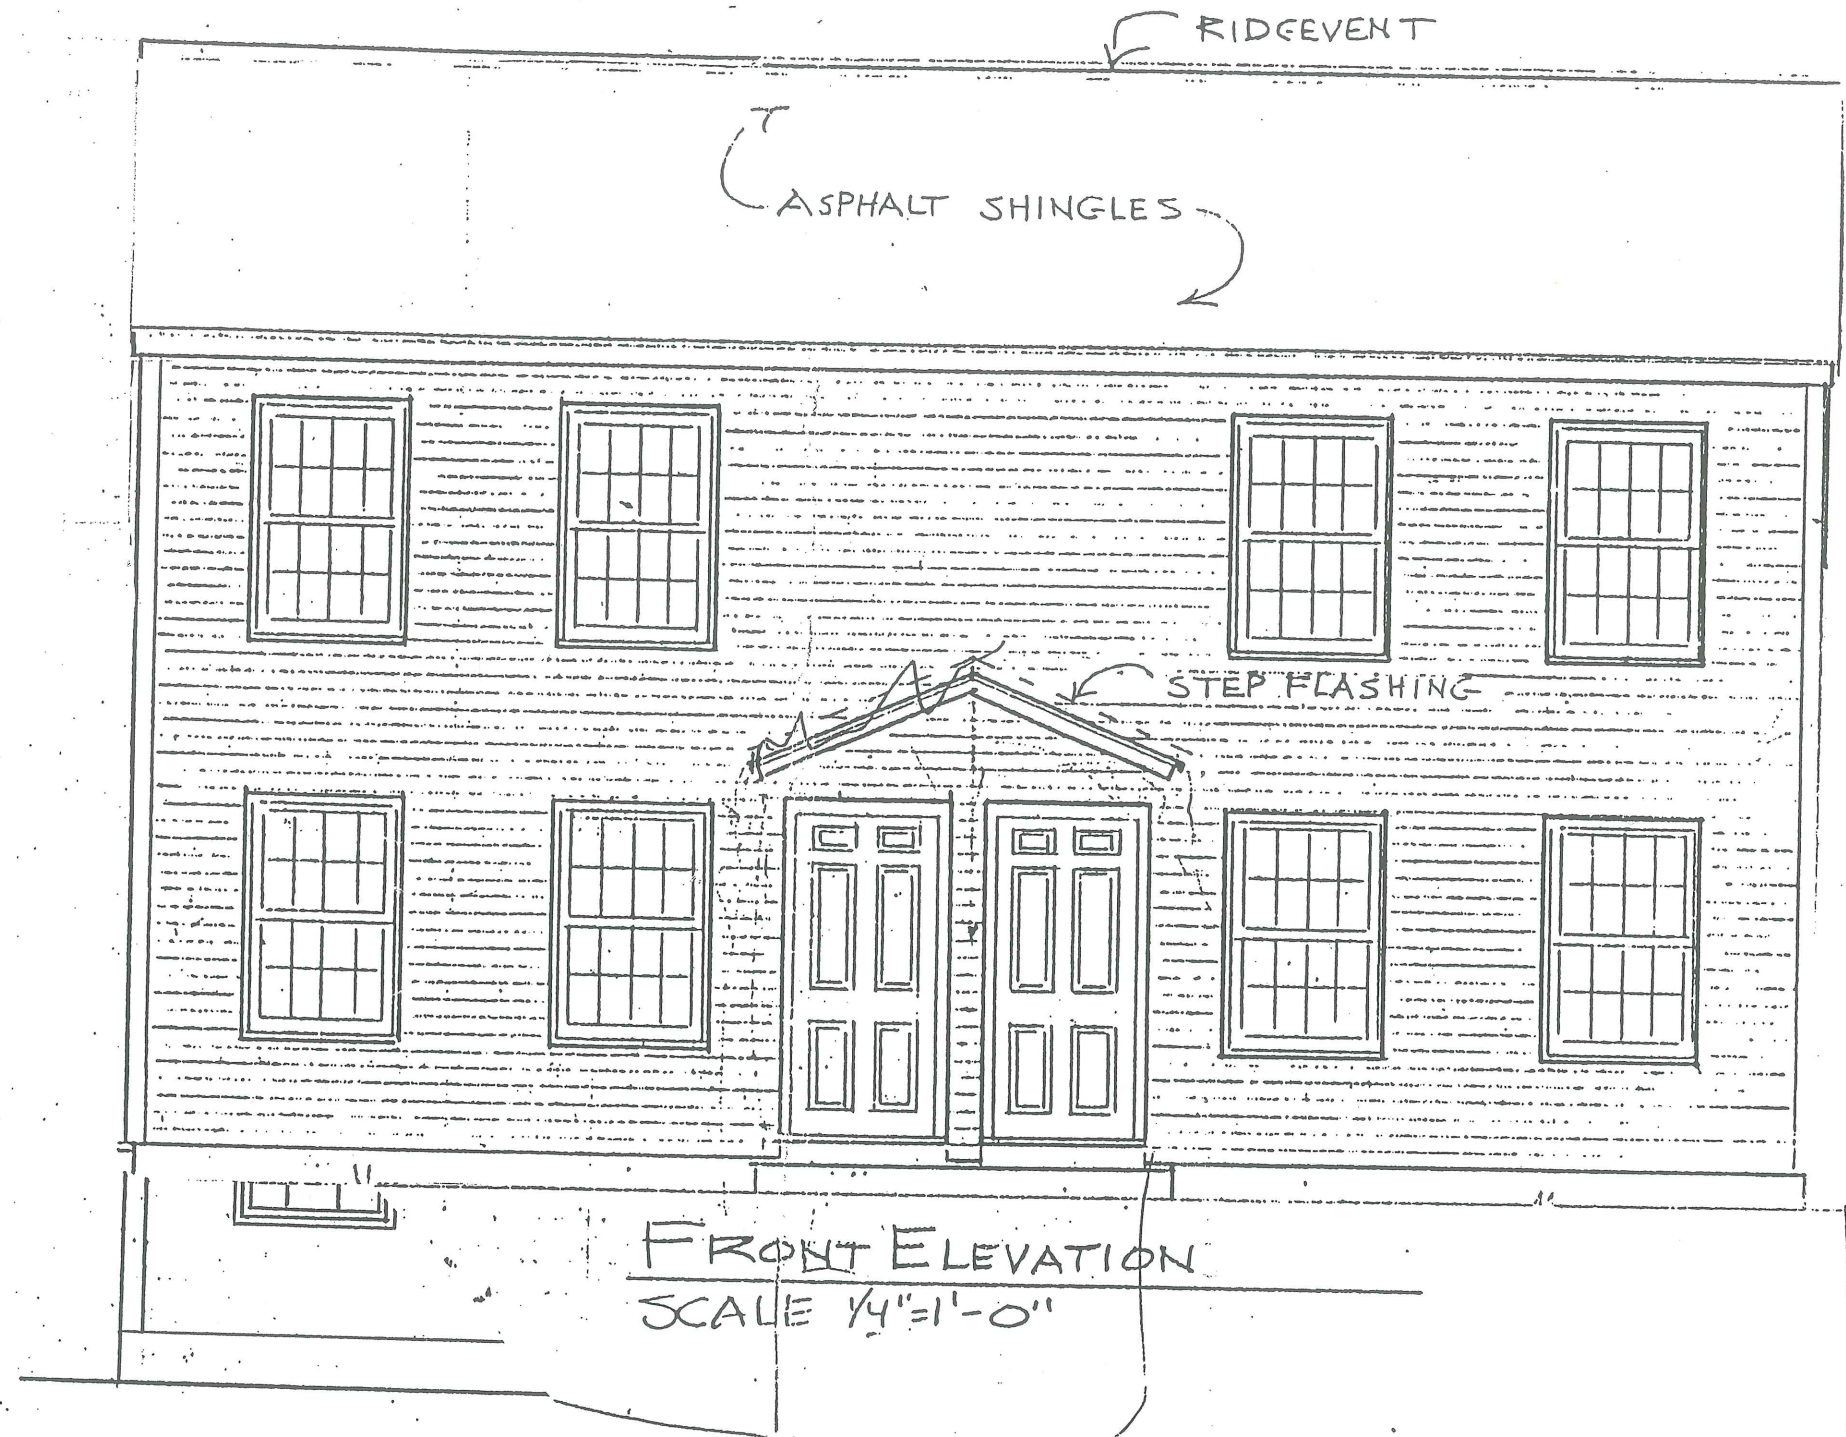 RIDGEVENT
ASPHALT SHINGLES
STEP FLASHING
FRONT ELEVATION
SCALE 1/4"=1'-0"